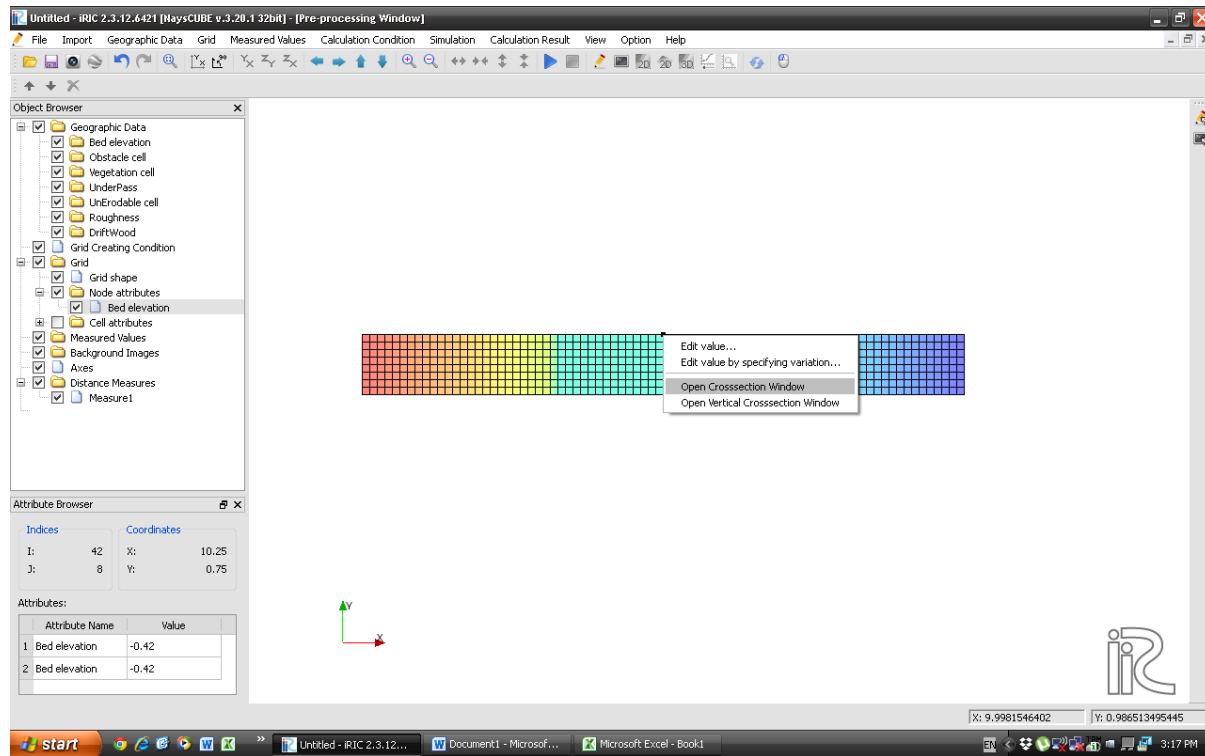 Untitled - iRIC 2.3.12.6421 [NaysCUBE v.3.20.1 32bit] - [Pre-processing Window]
File Import Geographic Data Grid Measured Values Calculation Condition Simulation Calculation Result View Option Help
Object Browser
Geographic Data
Bed elevation
Obstacle cell
Vegetation cell
UnderPass
UnErodable cell
Roughness
DriftWood
Grid Creating Condition
Grid
Grid shape
Node attributes
Bed elevation
Cell attributes
Measured Values
Background Images
Axes
Distance Measures
Measure1
Edit value...
Edit value by specifying variation...
Open Crosssection Window
Open Vertical Crosssection Window
Attribute Browser
Indices Coordinates
I: 42 X: 10.25
J: 8 Y: 0.75
Attributes:
Attribute Name Value
1 Bed elevation -0.42
2 Bed elevation -0.42
Y
X
iRIC
X: 9.9981546402 Y: 0.986513495445
start Untitled - iRIC 2.3.12... Document1 - Microsof... Microsoft Excel - Book1 EN 3:17 PM